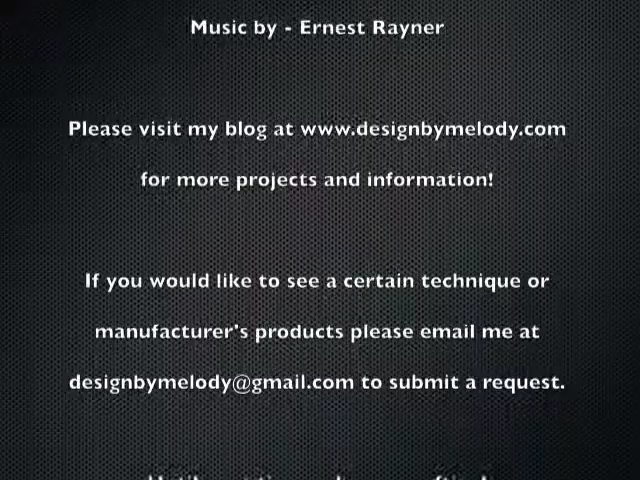 Music by - Ernest Rayner
Please visit my blog at www.designbymelody.com
for more projects and information!
If you would like to see a certain technique or
manufacturer's products please email me at
designbymelody@gmail.com to submit a request.